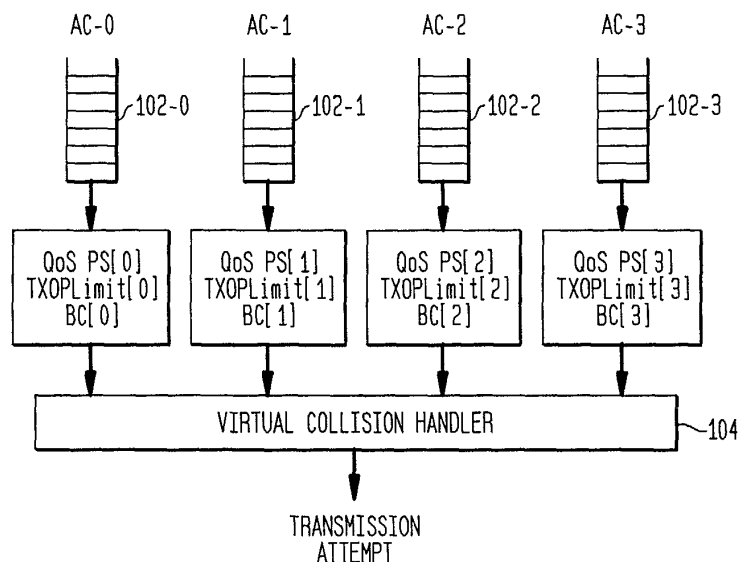 AC-0 AC-1 AC-2 AC-3
102-0 102-1 102-2 102-3
QoS PS[0] QoS PS[1] QoS PS[2] QoS PS[3]
TXOPLimit[0] TXOPLimit[1] TXOPLimit[2] TXOPLimit[3]
BC[0] BC[1] BC[2] BC[3]
VIRTUAL COLLISION HANDLER
104
TRANSMISSION
ATTEMPT